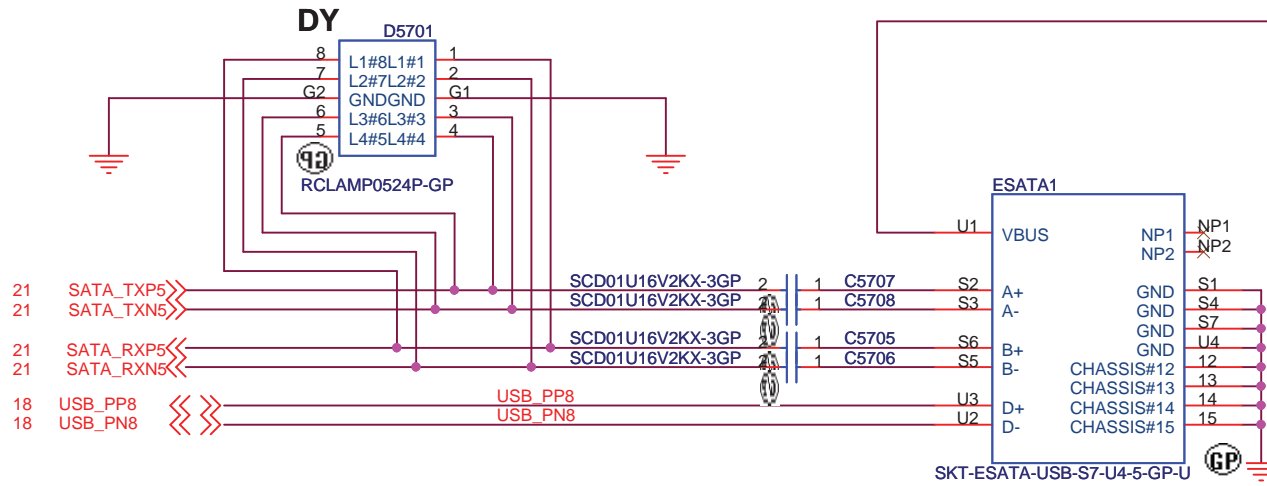 DY
D5701
8 L1#8L1#1 1
7 L2#7L2#2 2
G2 GNDGND G1
6 L3#6L3#3 3
5 L4#5L4#4 4
GP
RCLAMP0524P-GP
ESATA1
U1 VBUS NP1 NP1
NP2 NP2
21 SATA_TXP5 SCD01U16V2KX-3GP 2 1 C5707 S2 A+ GND S1
21 SATA_TXN5 SCD01U16V2KX-3GP 2 1 C5708 S3 A- GND S4
GND S7
21 SATA_RXP5 SCD01U16V2KX-3GP 2 1 C5705 S6 B+ GND U4
21 SATA_RXN5 SCD01U16V2KX-3GP 2 1 C5706 S5 B- CHASSIS#12 12
CHASSIS#13 13
18 USB_PP8 USB_PP8 U3 D+ CHASSIS#14 14
18 USB_PN8 USB_PN8 U2 D- CHASSIS#15 15
GP
SKT-ESATA-USB-S7-U4-5-GP-U